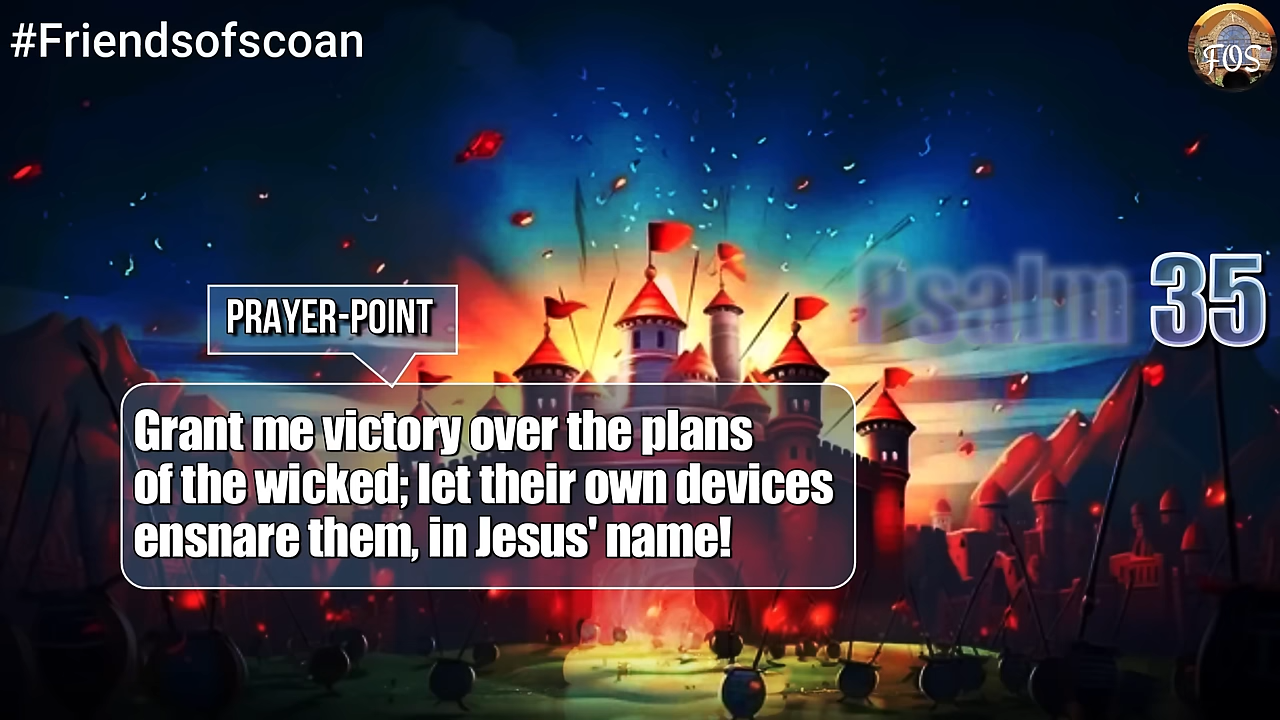 #Friendsofscoan
FOS
Psalm 35
PRAYER-POINT
Grant me victory over the plans
of the wicked; let their own devices
ensnare them, in Jesus' name!